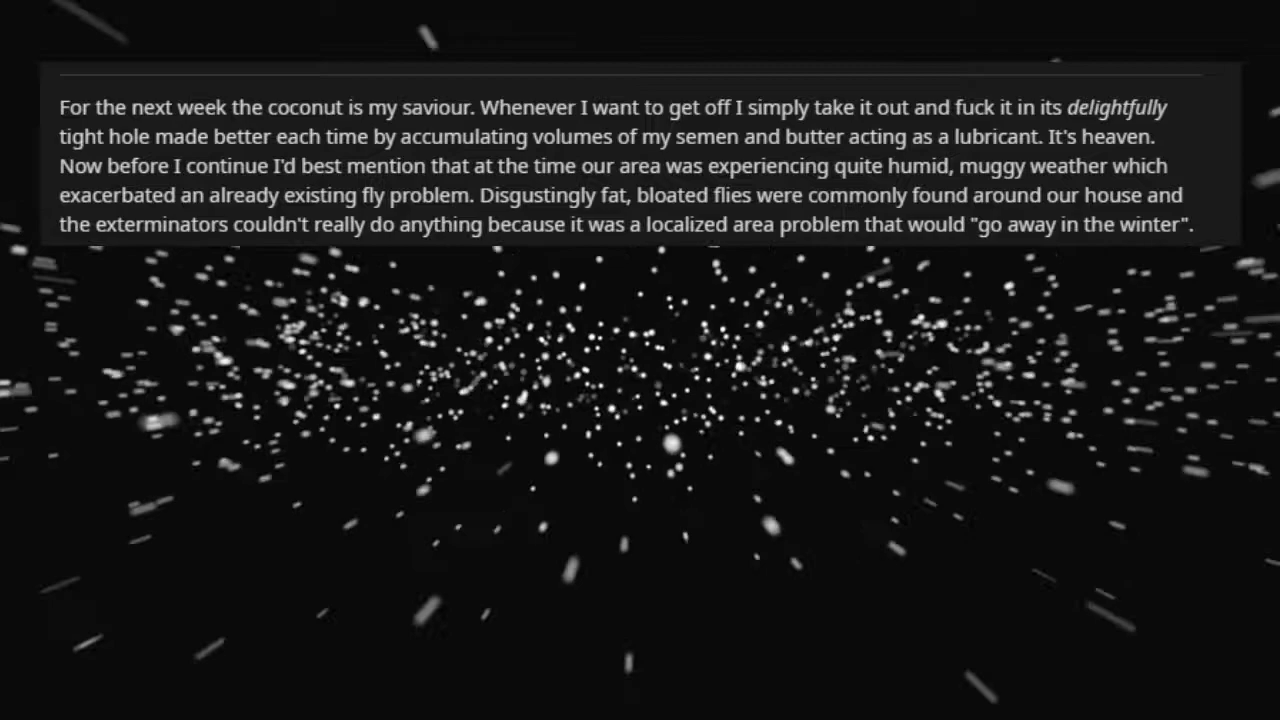 For the next week the coconut is my saviour. Whenever I want to get off I simply take it out and fuck it in its delightfully
tight hole made better each time by accumulating volumes of my semen and butter acting as a lubricant. It's heaven.
Now before I continue I'd best mention that at the time our area was experiencing quite humid, muggy weather which
exacerbated an already existing fly problem. Disgustingly fat, bloated flies were commonly found around our house and
the exterminators couldn't really do anything because it was a localized area problem that would "go away in the winter".